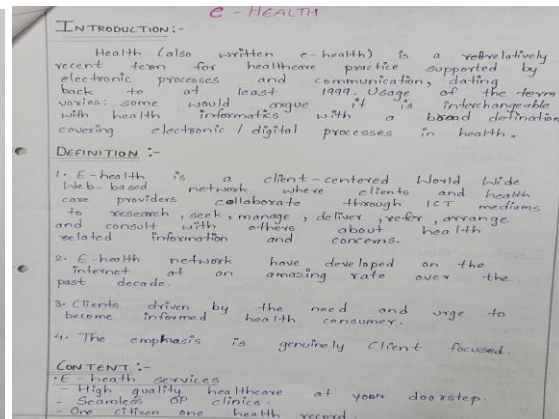 e - HEALTH
INTRODUCTION :-
Health (also written e-health) is a relatively
recent term for healthcare practice supported by
electronic processes and communication, dating
back to at least 1999. Usage of the term
varies: some would argue it is interchangeable
with health informatics with a broad defination
covering electronic / digital processes in health.
DEFINITION :-
1. E-health is a client-centered World Wide
Web-based network where clients and health
care providers collaborate through ICT mediums
to research, seek, manage, deliver, refer, arrange
and consult with others about health
related information and concerns.
2. E-health network have developed on the
internet at an amazing rate over the
past decade.
3. Clients driven by the need and urge to
become informed health consumer.
4. The emphasis is genuinely Client focused.
CONTENT :-
• E-heath services
- High quality healthcare at your doorstep.
- Seamless OP clinics.
- One citizen one health record.